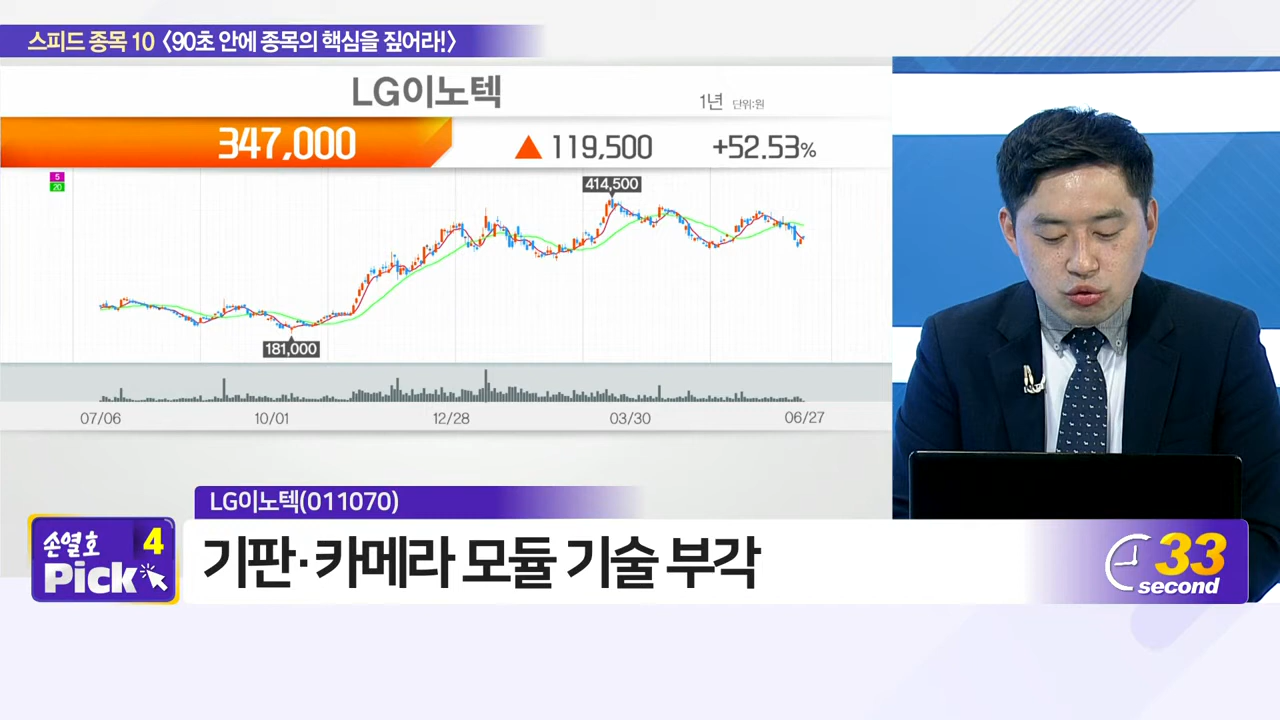 스피드 종목 10 〈90초 안에 종목의 핵심을 짚어라!〉
LG이노텍
1년 단위:원
347,000 ▲ 119,500 +52.53%
5
20
414,500
181,000
07/06 10/01 12/28 03/30 06/27
LG이노텍(011070)
손열호 4
Pick
기판·카메라 모듈 기술 부각
33
second